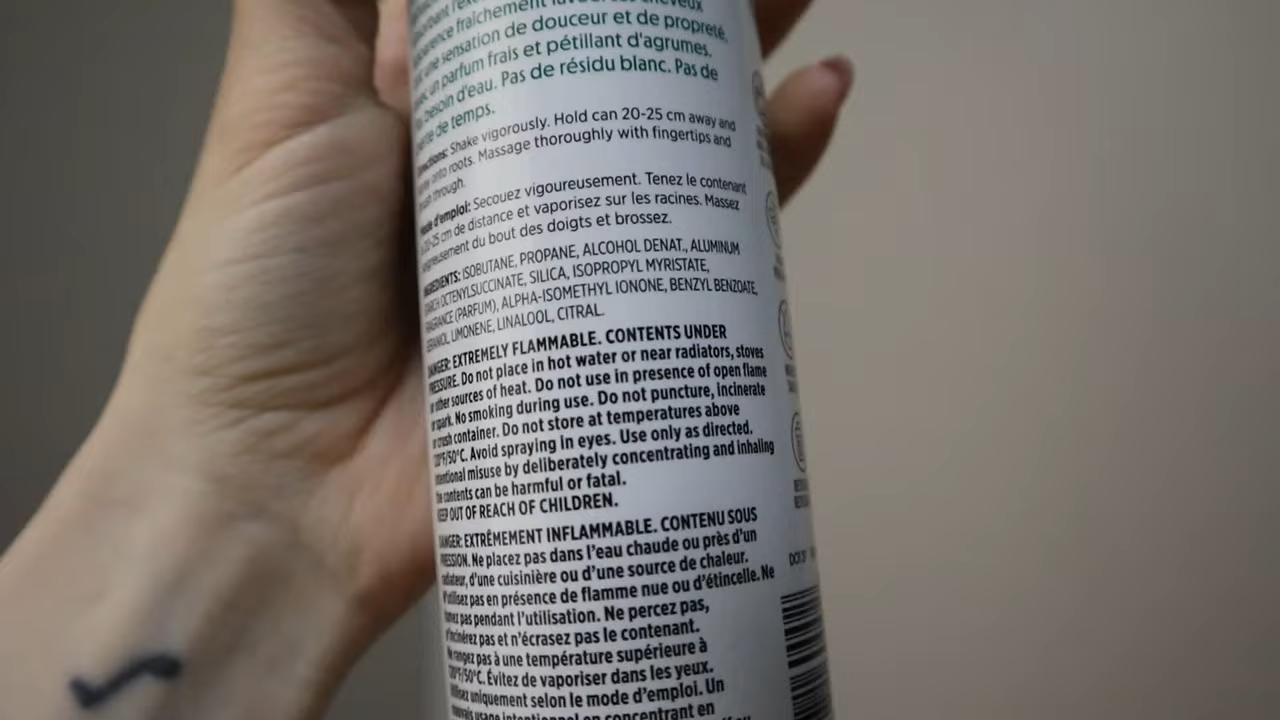 fraîchement
une sensation de douceur et de propreté,
un parfum frais et pétillant d'agrumes.
besoin d'eau. Pas de résidu blanc. Pas de
de temps.
Shake vigorously. Hold can 20-25 cm away and
onto roots. Massage thoroughly with fingertips and
through.
Mode d'emploi: Secouez vigoureusement. Tenez le contenant
20-25 cm de distance et vaporisez sur les racines. Massez
du bout des doigts et brossez.
INGREDIENTS: ISOBUTANE, PROPANE, ALCOHOL DENAT., ALUMINUM
STARCH OCTENYLSUCCINATE, SILICA, ISOPROPYL MYRISTATE,
FRAGRANCE (PARFUM), ALPHA-ISOMETHYL IONONE, BENZYL BENZOATE,
GERANIOL, LIMONENE, LINALOOL, CITRAL.
DANGER: EXTREMELY FLAMMABLE. CONTENTS UNDER
PRESSURE. Do not place in hot water or near radiators, stoves
or other sources of heat. Do not use in presence of open flame
or spark. No smoking during use. Do not puncture, incinerate
or crush container. Do not store at temperatures above
120°F/50°C. Avoid spraying in eyes. Use only as directed.
Intentional misuse by deliberately concentrating and inhaling
the contents can be harmful or fatal.
KEEP OUT OF REACH OF CHILDREN.
DANGER: EXTRÊMEMENT INFLAMMABLE. CONTENU SOUS
PRESSION. Ne placez pas dans l'eau chaude ou près d'un
radiateur, d'une cuisinière ou d'une source de chaleur.
N'utilisez pas en présence de flamme nue ou d'étincelle. Ne
fumez pas pendant l'utilisation. Ne percez pas,
n'incinérez pas et n'écrasez pas le contenant.
Ne rangez pas à une température supérieure à
120°F/50°C. Évitez de vaporiser dans les yeux.
Utilisez uniquement selon le mode d'emploi. Un
mauvais usage intentionnel en concentrant en